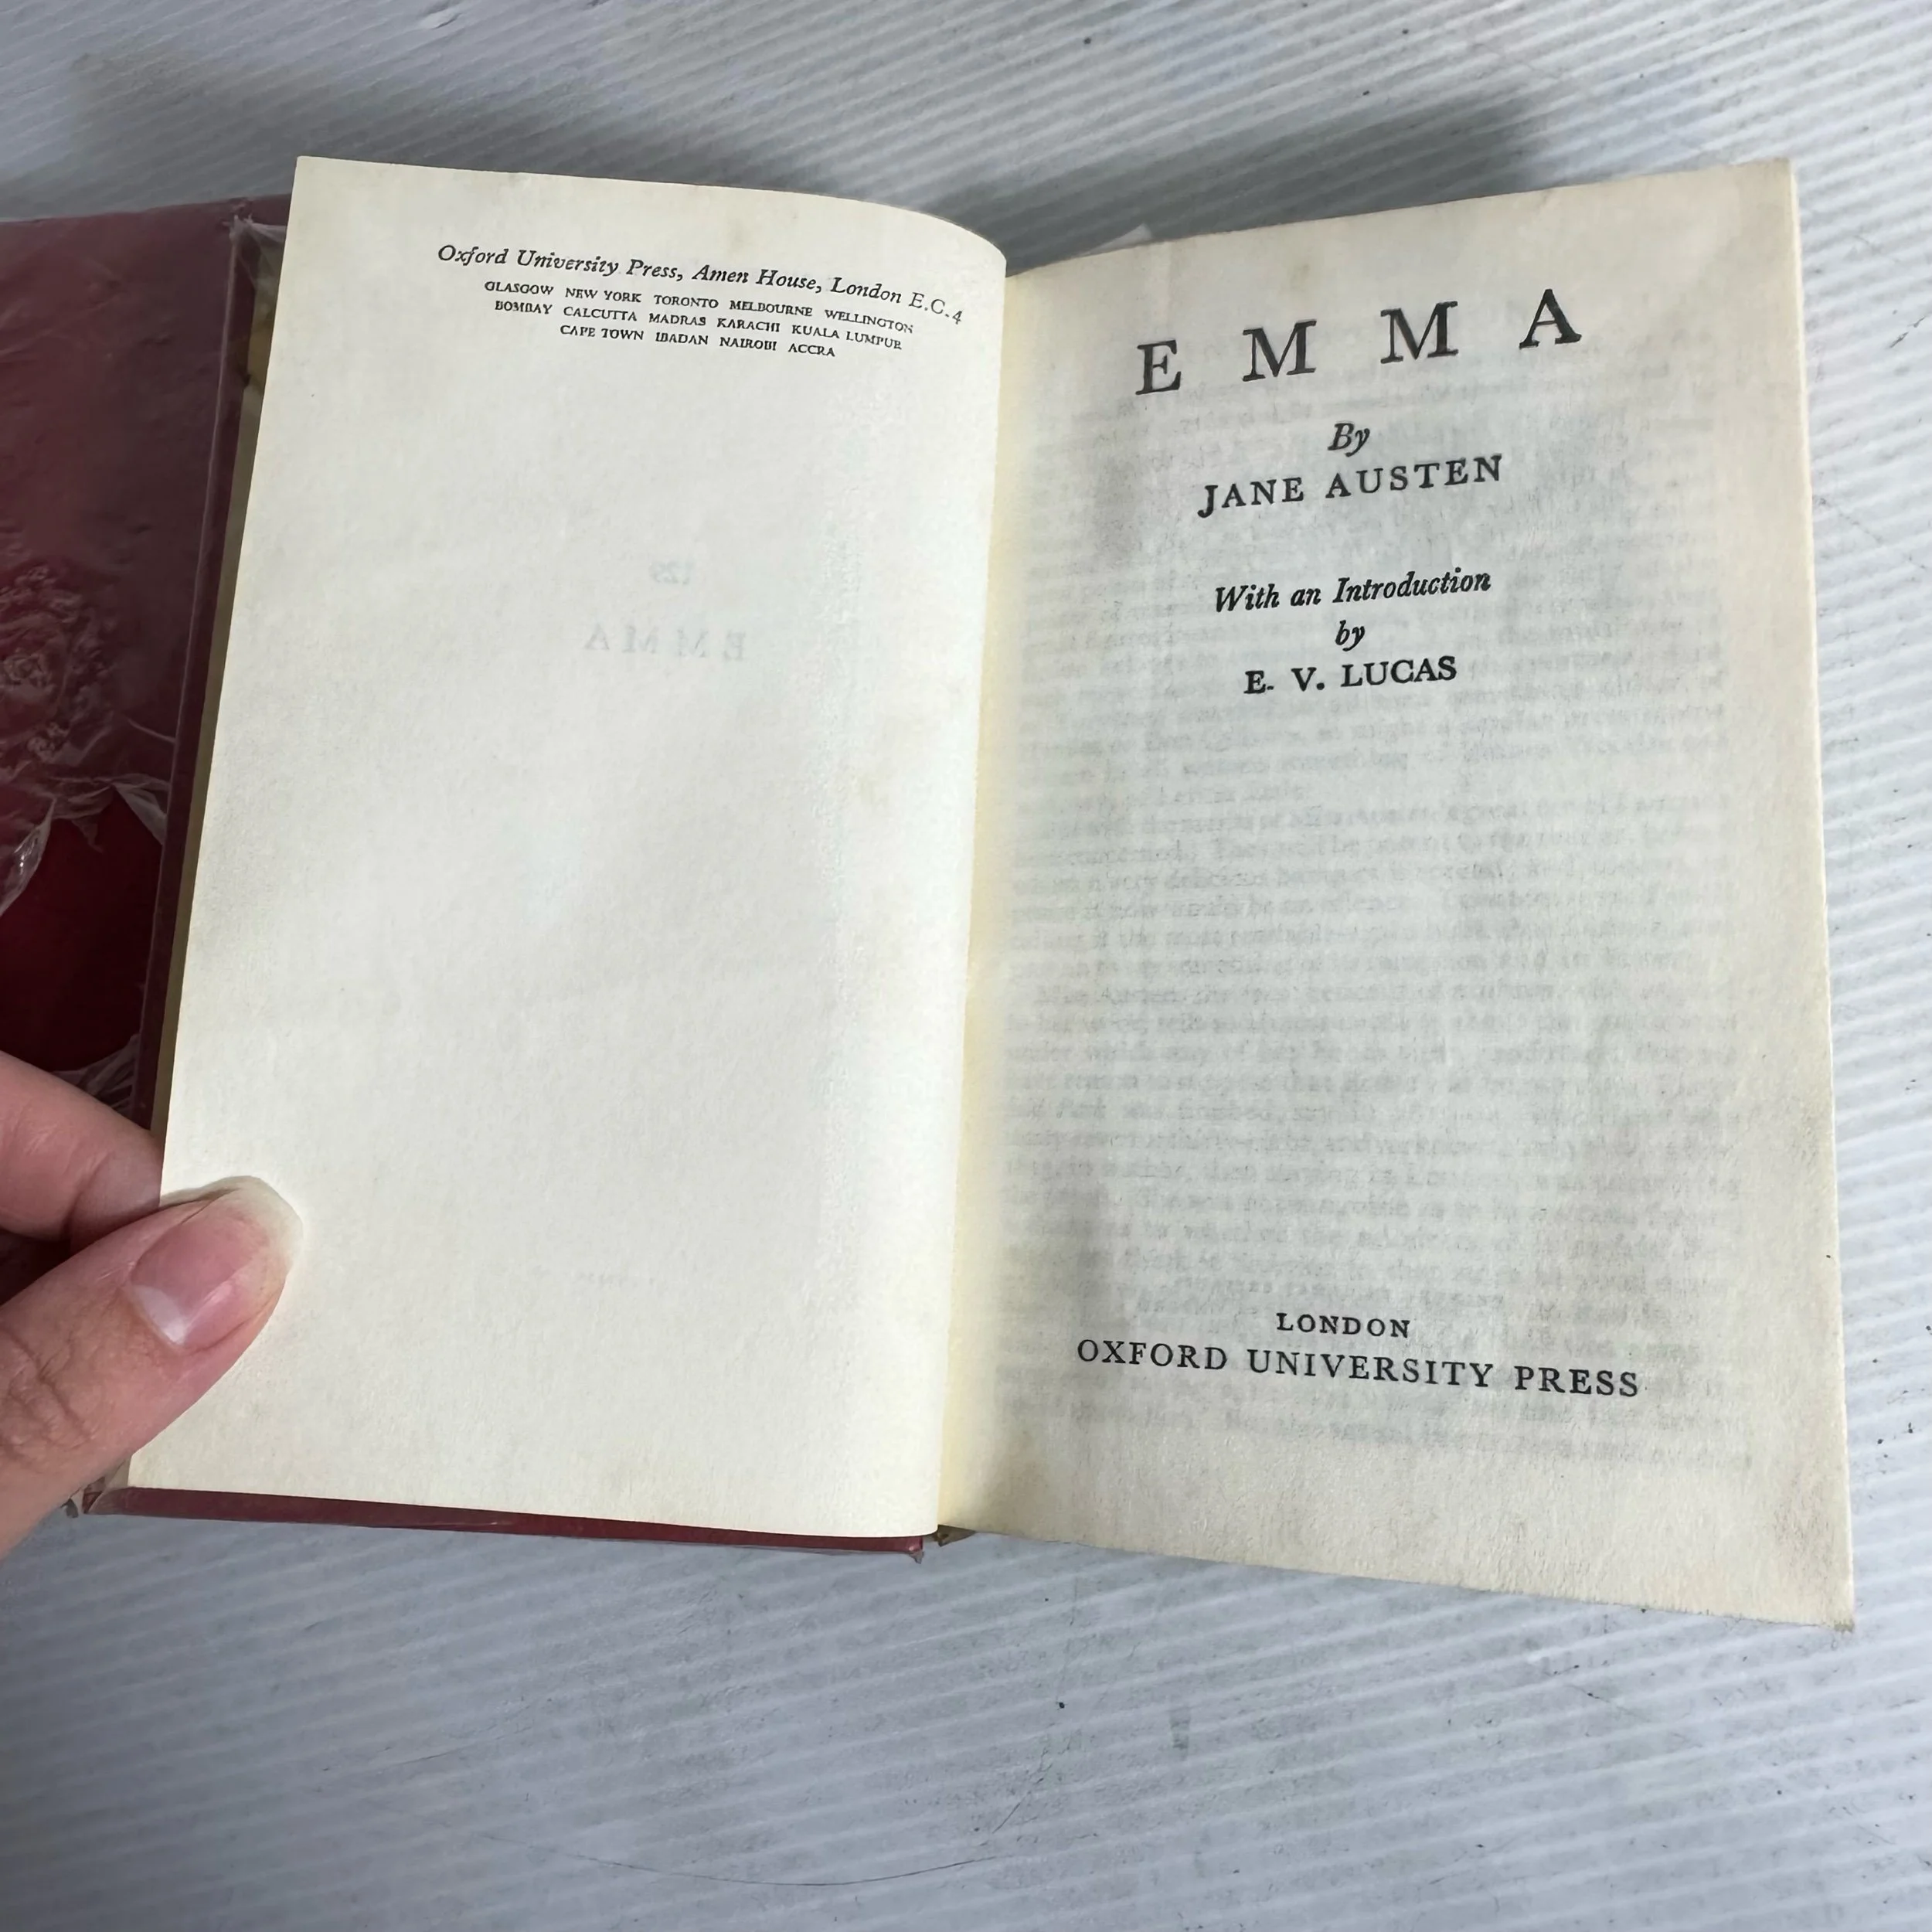 Oxford University Press, Amen House, London E.C.4
GLASGOW NEW YORK TORONTO MELBOURNE WELLINGTON
BOMBAY CALCUTTA MADRAS KARACHI KUALA LUMPUR
CAPE TOWN IBADAN NAIROBI ACCRA
129
EMMA
E M M A
By
JANE AUSTEN
With an Introduction
by
E. V. LUCAS
LONDON
OXFORD UNIVERSITY PRESS